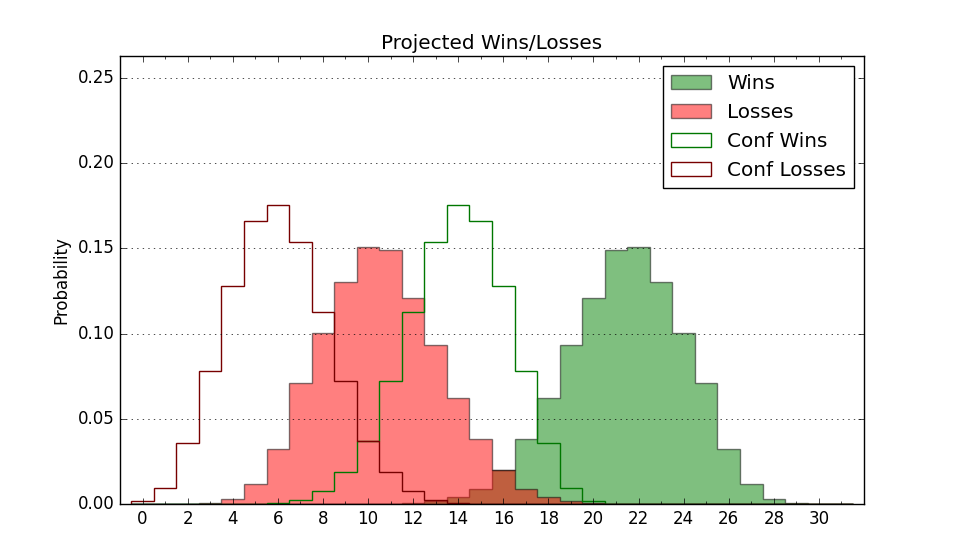 Projected Wins/Losses
0.25
0.20
0.15
0.10
0.05
0.00
Probability
Wins
Losses
Conf Wins
Conf Losses
0 2 4 6 8 10 12 14 16 18 20 22 24 26 28 30